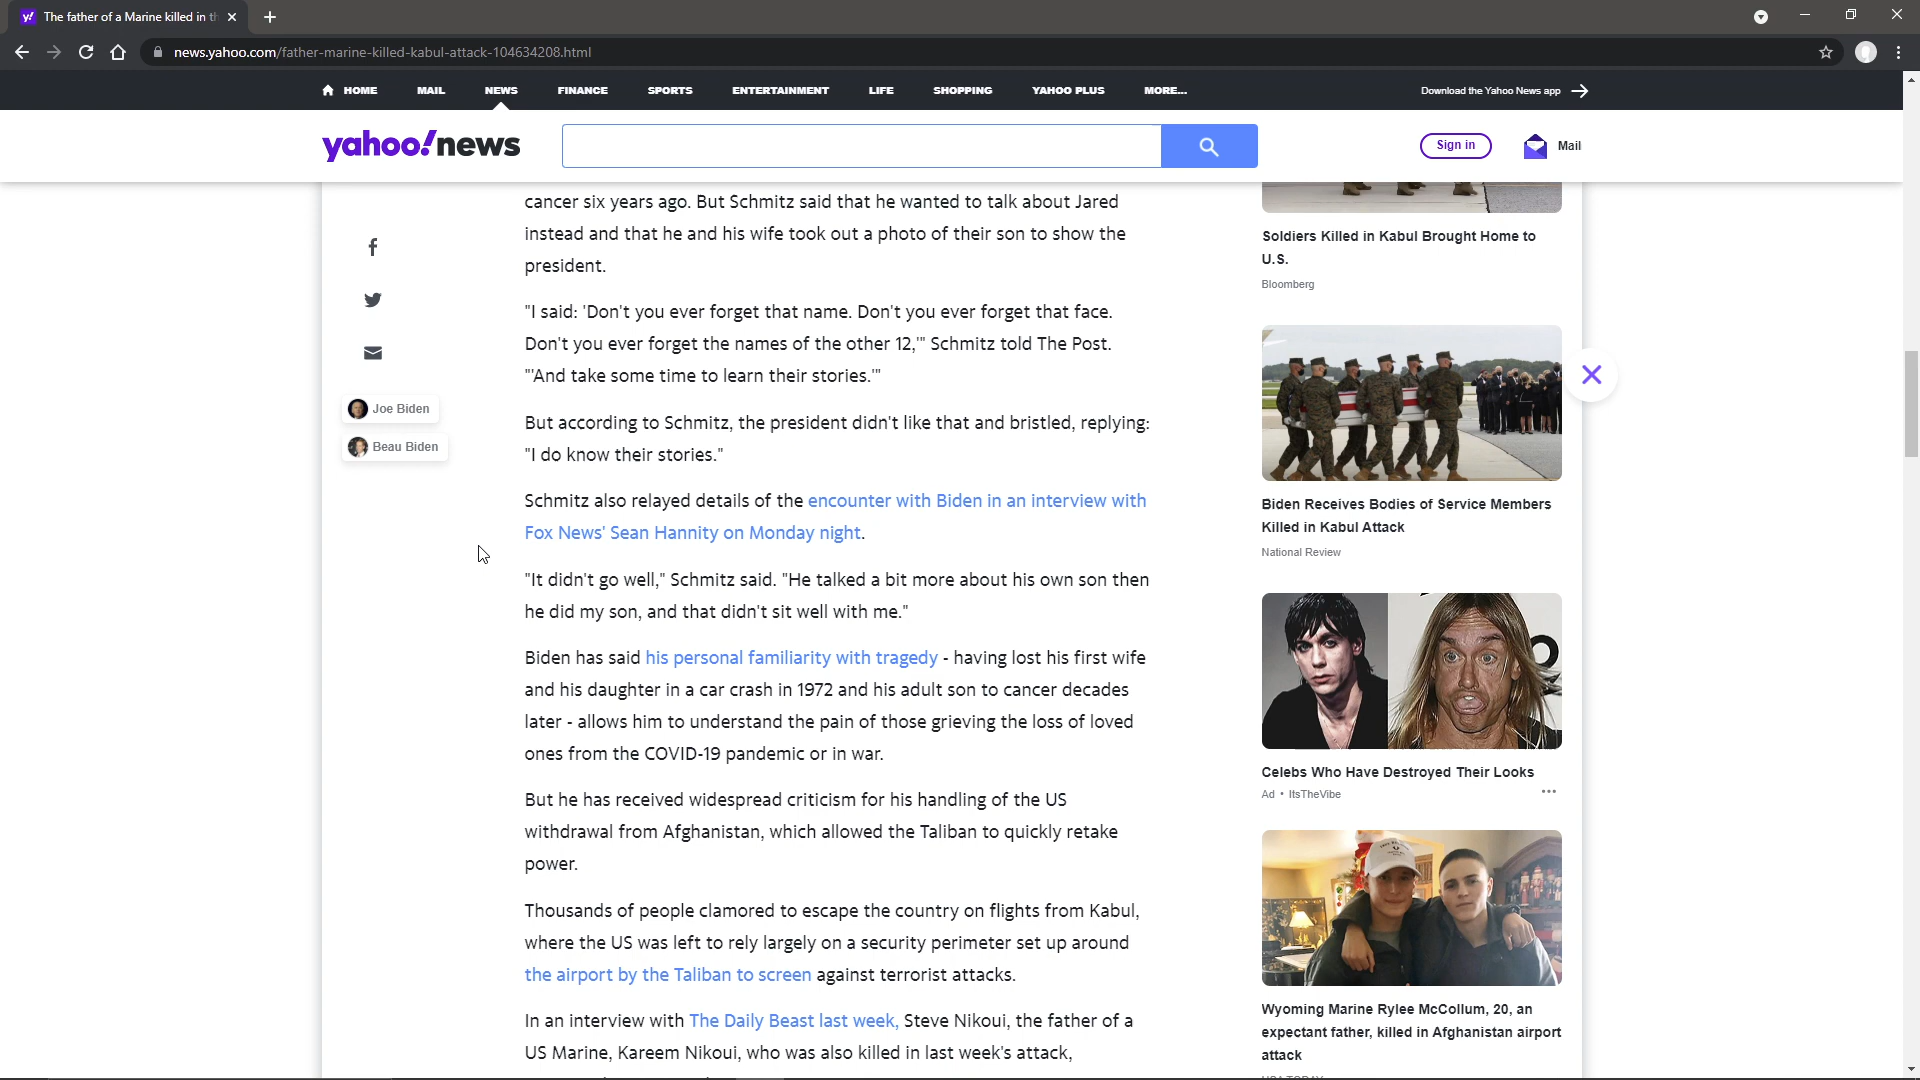 The father of a Marine killed in th
news.yahoo.com/father-marine-killed-kabul-attack-104634208.html
HOME MAIL NEWS FINANCE SPORTS ENTERTAINMENT LIFE SHOPPING YAHOO PLUS MORE... Download the Yahoo News app
yahoo!news
Sign in
Mail
cancer six years ago. But Schmitz said that he wanted to talk about Jared
instead and that he and his wife took out a photo of their son to show the
president.
"I said: 'Don't you ever forget that name. Don't you ever forget that face.
Don't you ever forget the names of the other 12,'" Schmitz told The Post.
"'And take some time to learn their stories.'"
But according to Schmitz, the president didn't like that and bristled, replying:
"I do know their stories."
Schmitz also relayed details of the encounter with Biden in an interview with
Fox News' Sean Hannity on Monday night.
"It didn't go well," Schmitz said. "He talked a bit more about his own son then
he did my son, and that didn't sit well with me."
Biden has said his personal familiarity with tragedy - having lost his first wife
and his daughter in a car crash in 1972 and his adult son to cancer decades
later - allows him to understand the pain of those grieving the loss of loved
ones from the COVID-19 pandemic or in war.
But he has received widespread criticism for his handling of the US
withdrawal from Afghanistan, which allowed the Taliban to quickly retake
power.
Thousands of people clamored to escape the country on flights from Kabul,
where the US was left to rely largely on a security perimeter set up around
the airport by the Taliban to screen against terrorist attacks.
In an interview with The Daily Beast last week, Steve Nikoui, the father of a
US Marine, Kareem Nikoui, who was also killed in last week's attack,
Joe Biden
Beau Biden
Soldiers Killed in Kabul Brought Home to
U.S.
Bloomberg
Biden Receives Bodies of Service Members
Killed in Kabul Attack
National Review
Celebs Who Have Destroyed Their Looks
Ad • ItsTheVibe
Wyoming Marine Rylee McCollum, 20, an
expectant father, killed in Afghanistan airport
attack